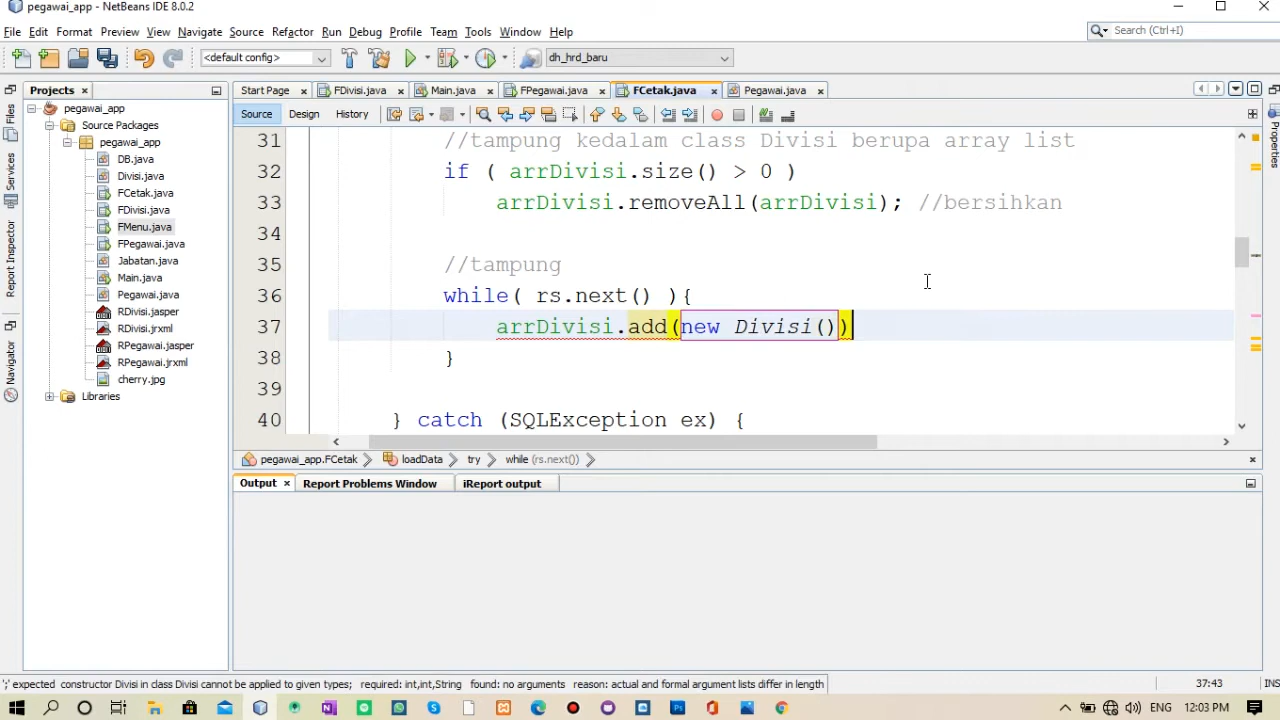 pegawai_app - NetBeans IDE 8.0.2
File Edit Format Preview View Navigate Source Refactor Run Debug Profile Team Tools Window Help
Search (Ctrl+I)
<default config>
dh_hrd_baru
Projects
Start Page FDivisi.java Main.java FPegawai.java FCetak.java Pegawai.java
Source Design History
Files
Services
Report Inspector
Navigator
Properties
pegawai_app
Source Packages
pegawai_app
DB.java
Divisi.java
FCetak.java
FDivisi.java
FMenu.java
FPegawai.java
Jabatan.java
Main.java
Pegawai.java
RDivisi.jasper
RDivisi.jrxml
RPegawai.jasper
RPegawai.jrxml
cherry.jpg
Libraries
31 //tampung kedalam class Divisi berupa array list
32 if ( arrDivisi.size() > 0 )
33 arrDivisi.removeAll(arrDivisi); //bersihkan
34
35 //tampung
36 while( rs.next() ){
37 arrDivisi.add(new Divisi())
38 }
39
40 } catch (SQLException ex) {
pegawai_app.FCetak loadData try while (rs.next())
Output Report Problems Window iReport output
';' expected constructor Divisi in class Divisi cannot be applied to given types; required: int,int,String found: no arguments reason: actual and formal argument lists differ in length
37:43 INS
ENG 12:03 PM